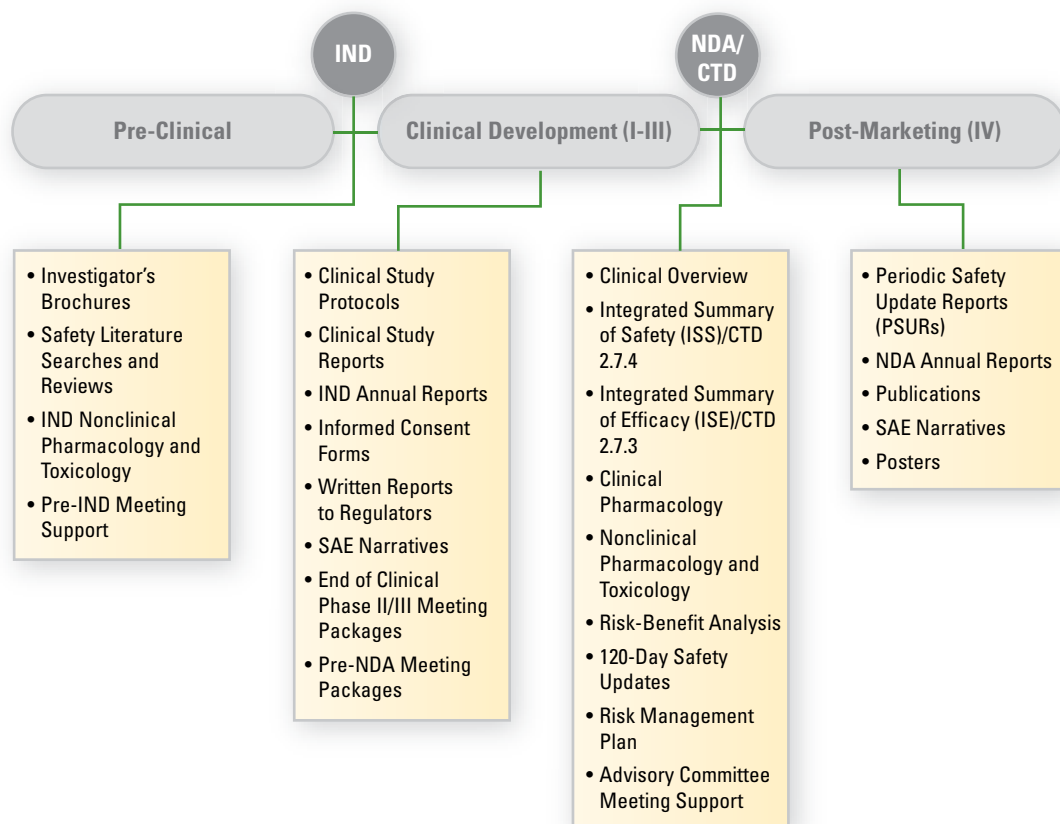 IND
NDA/
CTD
Pre-Clinical
Clinical Development (I-III)
Post-Marketing (IV)
• Investigator’s
Brochures
• Safety Literature
Searches and
Reviews
• IND Nonclinical
Pharmacology and
Toxicology
• Pre-IND Meeting
Support
• Clinical Study
Protocols
• Clinical Study
Reports
• IND Annual Reports
• Informed Consent
Forms
• Written Reports
to Regulators
• SAE Narratives
• End of Clinical
Phase II/III Meeting
Packages
• Pre-NDA Meeting
Packages
• Clinical Overview
• Integrated Summary
of Safety (ISS)/CTD
2.7.4
• Integrated Summary
of Efficacy (ISE)/CTD
2.7.3
• Clinical
Pharmacology
• Nonclinical
Pharmacology and
Toxicology
• Risk-Benefit Analysis
• 120-Day Safety
Updates
• Risk Management
Plan
• Advisory Committee
Meeting Support
• Periodic Safety
Update Reports
(PSURs)
• NDA Annual Reports
• Publications
• SAE Narratives
• Posters